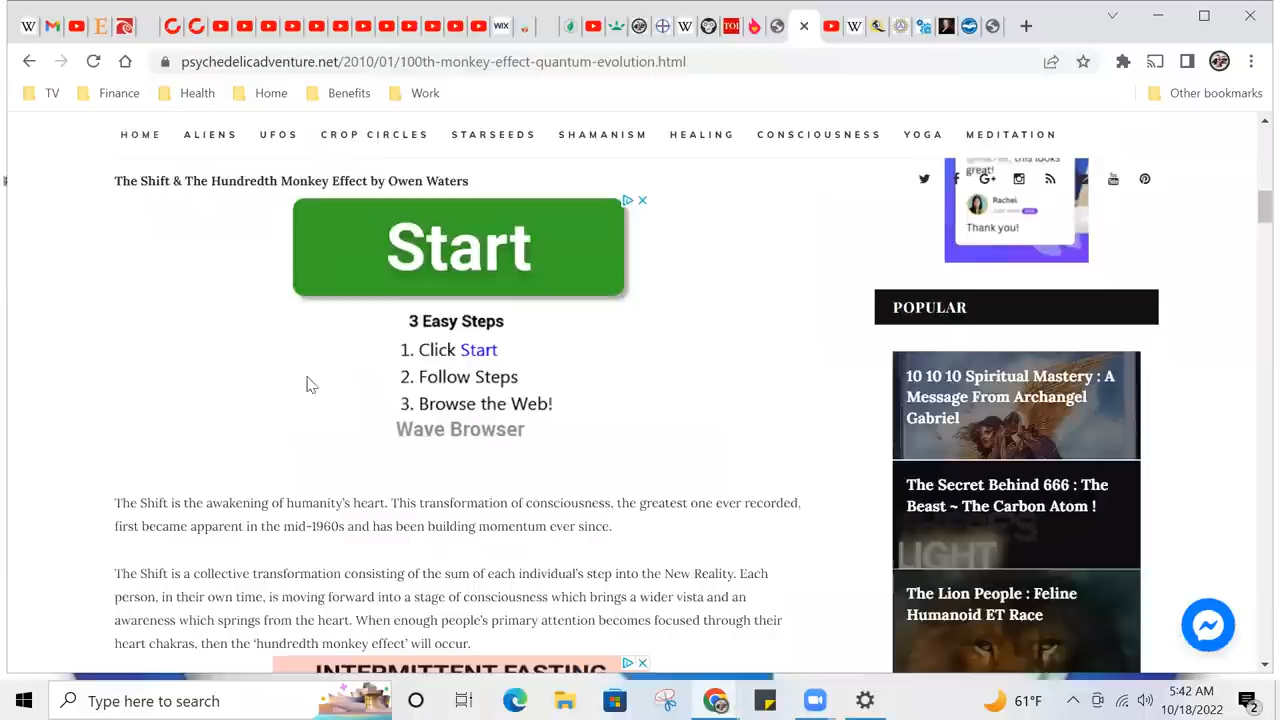 psychedelicadventure.net/2010/01/100th-monkey-effect-quantum-evolution.html
TV Finance Health Home Benefits Work Other bookmarks
HOME ALIENS UFOS CROP CIRCLES STARSEEDS SHAMANISM HEALING CONSCIOUSNESS YOGA MEDITATION
The Shift & The Hundredth Monkey Effect by Owen Waters
Start
3 Easy Steps
1. Click Start
2. Follow Steps
3. Browse the Web!
Wave Browser
The Shift is the awakening of humanity's heart. This transformation of consciousness, the greatest one ever recorded,
first became apparent in the mid-1960s and has been building momentum ever since.
The Shift is a collective transformation consisting of the sum of each individual's step into the New Reality. Each
person, in their own time, is moving forward into a stage of consciousness which brings a wider vista and an
awareness which springs from the heart. When enough people's primary attention becomes focused through their
heart chakras, then the 'hundredth monkey effect' will occur.
INTERMITTENT FASTING
great!
Rachel
Thank you!
POPULAR
10 10 10 Spiritual Mastery : A
Message From Archangel
Gabriel
The Secret Behind 666 : The
Beast ~ The Carbon Atom !
LIGHT
The Lion People : Feline
Humanoid ET Race
Type here to search
61°F
5:42 AM
10/18/2022
2